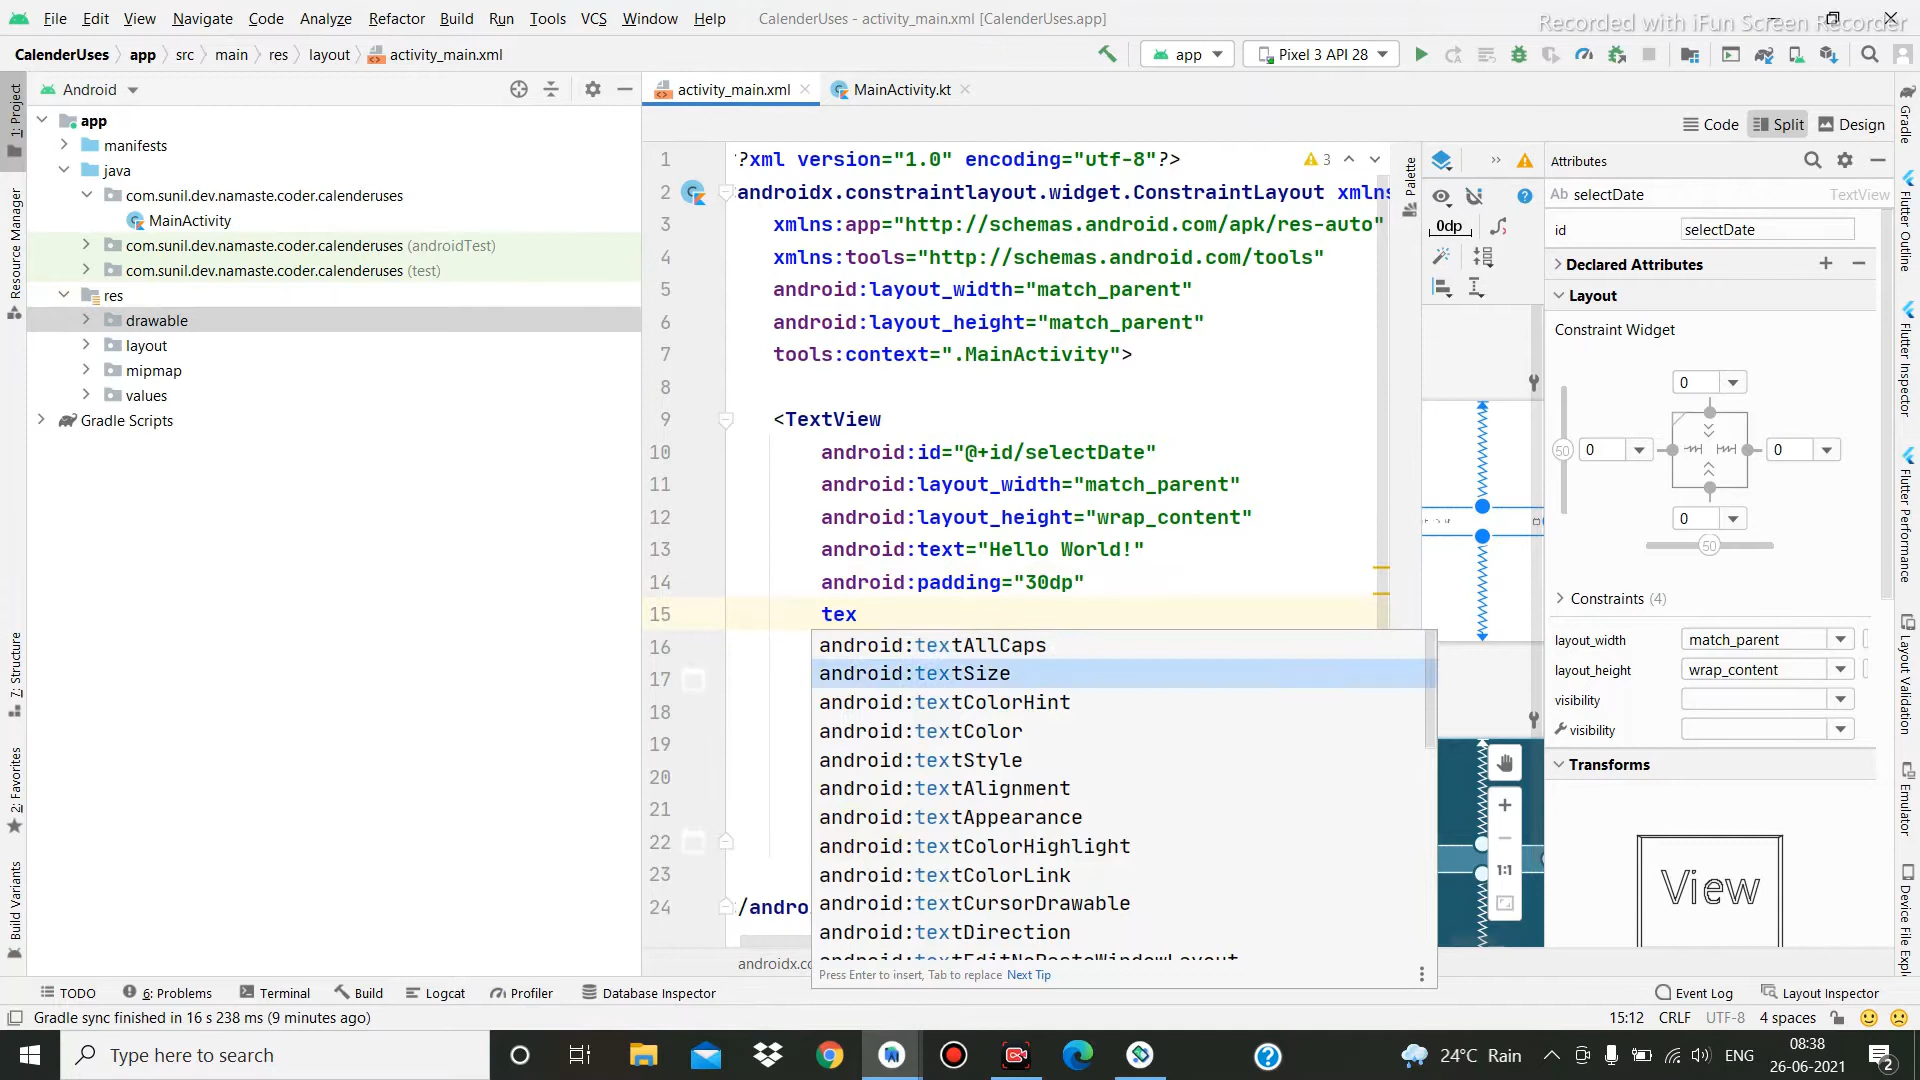 File Edit View Navigate Code Analyze Refactor Build Run Tools VCS Window Help CalenderUses - activity_main.xml [CalenderUses.app]
Recorded with iFun Screen Recorder
CalenderUses app src main res layout activity_main.xml app Pixel 3 API 28
Android
activity_main.xml MainActivity.kt
Code Split Design
1: Project
Resource Manager
7: Structure
2: Favorites
Build Variants
app
manifests
java
com.sunil.dev.namaste.coder.calenderuses
MainActivity
com.sunil.dev.namaste.coder.calenderuses (androidTest)
com.sunil.dev.namaste.coder.calenderuses (test)
res
drawable
layout
mipmap
values
Gradle Scripts
1 ?xml version="1.0" encoding="utf-8"?>
3
2 androidx.constraintlayout.widget.ConstraintLayout xmlns
3 xmlns:app="http://schemas.android.com/apk/res-auto"
4 xmlns:tools="http://schemas.android.com/tools"
5 android:layout_width="match_parent"
6 android:layout_height="match_parent"
7 tools:context=".MainActivity">
8
9 <TextView
10 android:id="@+id/selectDate"
11 android:layout_width="match_parent"
12 android:layout_height="wrap_content"
13 android:text="Hello World!"
14 android:padding="30dp"
15 tex
16
17
18
19
20
21
22
23
24 /andro
android:textAllCaps
android:textSize
android:textColorHint
android:textColor
android:textStyle
android:textAlignment
android:textAppearance
android:textColorHighlight
android:textColorLink
android:textCursorDrawable
android:textDirection
android:textEditNoPasteWindowLayout
Press Enter to insert, Tab to replace Next Tip
androidx.co
Palette
0dp
1:1
Attributes
Ab selectDate TextView
id selectDate
Declared Attributes
Layout
Constraint Widget
0
50 0 0
0
50
Constraints (4)
layout_width match_parent
layout_height wrap_content
visibility
visibility
Transforms
View
Gradle
Flutter Outline
Flutter Inspector
Flutter Performance
Layout Validation
Emulator
Device File Expl
TODO 6: Problems Terminal Build Logcat Profiler Database Inspector Event Log Layout Inspector
Gradle sync finished in 16 s 238 ms (9 minutes ago) 15:12 CRLF UTF-8 4 spaces
Type here to search
24°C Rain
ENG
08:38
26-06-2021
2